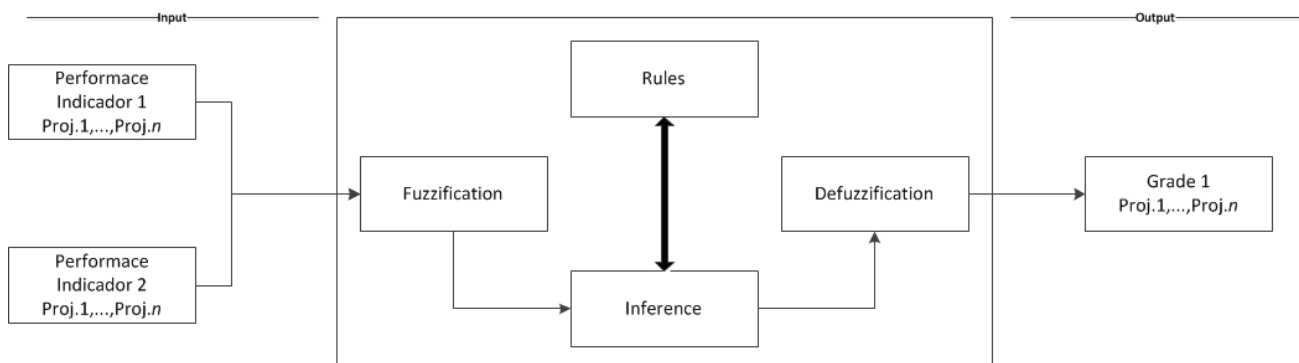 Input
Output
Performace
Indicador 1
Proj.1,...,Proj.n
Rules
Fuzzification
Defuzzification
Grade 1
Proj.1,...,Proj.n
Performace
Indicador 2
Proj.1,...,Proj.n
Inference